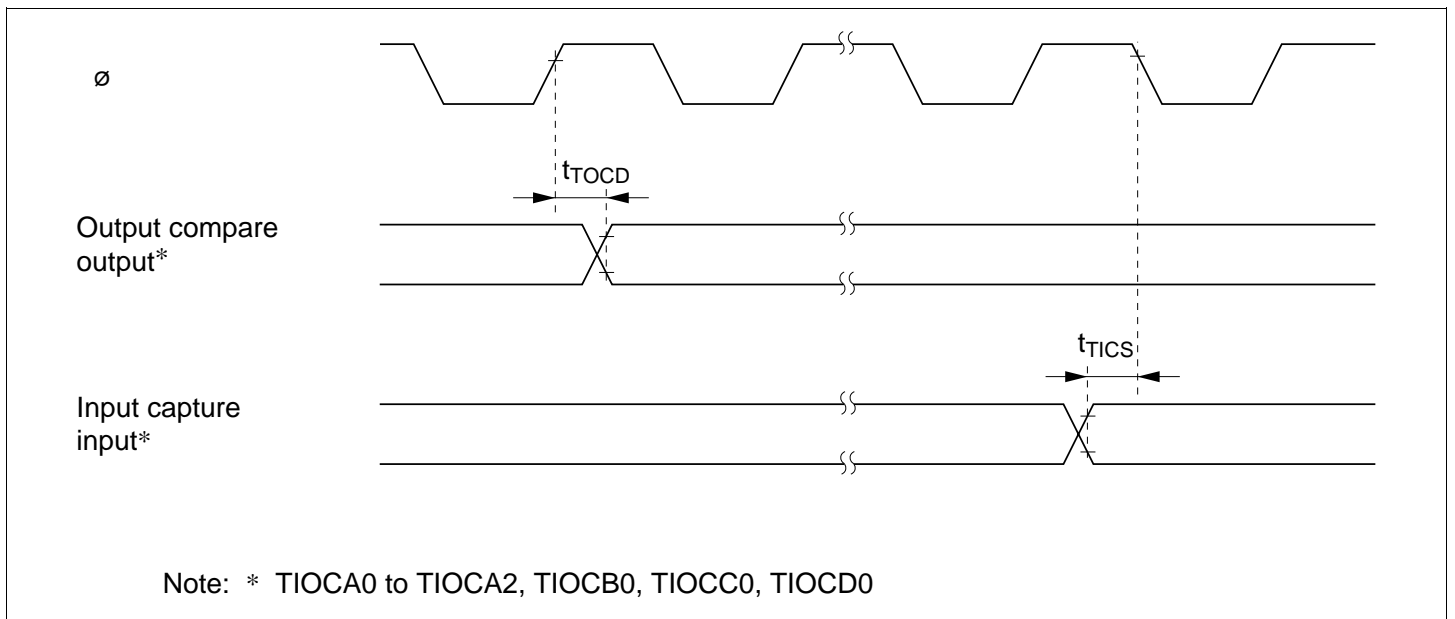 ø
tTOCD
Output compare
output*
tTICS
Input capture
input*
Note: * TIOCA0 to TIOCA2, TIOCB0, TIOCC0, TIOCD0